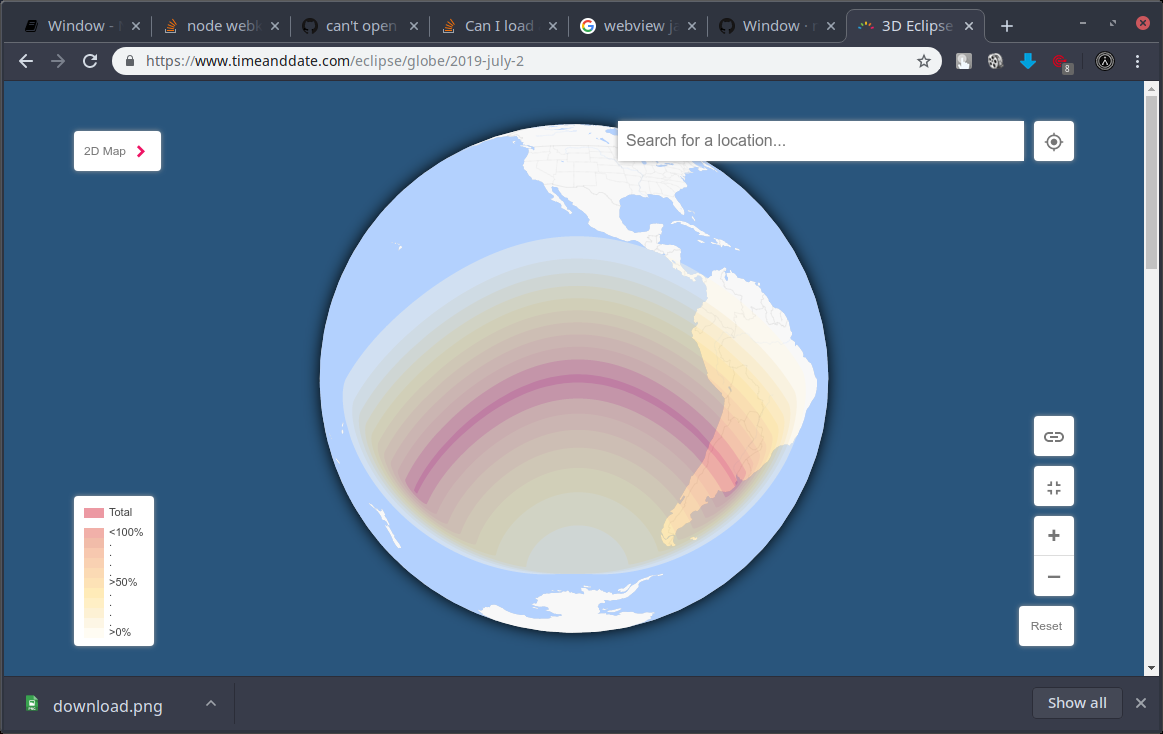 Window -
node webk
can't open
Can I load
webview ja
Window ·
3D Eclipse
https://www.timeanddate.com/eclipse/globe/2019-july-2
8
2D Map
Search for a location...
Total
<100%
.
.
.
.
>50%
.
.
.
.
>0%
Reset
download.png
Show all